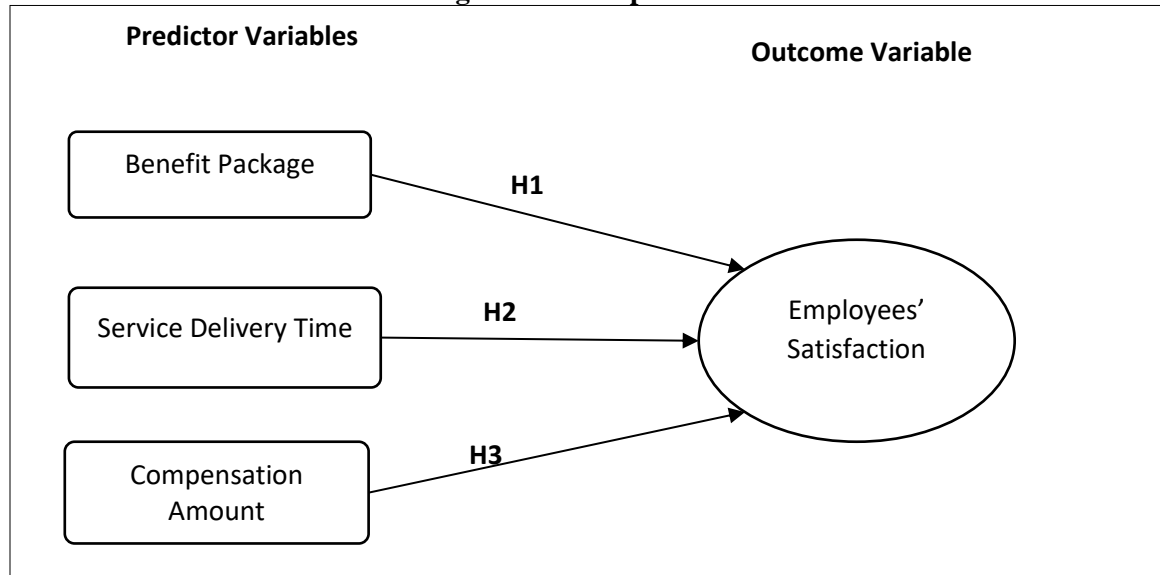 Predictor Variables
Outcome Variable
Benefit Package
H1
Service Delivery Time
H2
Employees’
Satisfaction
H3
Compensation
Amount